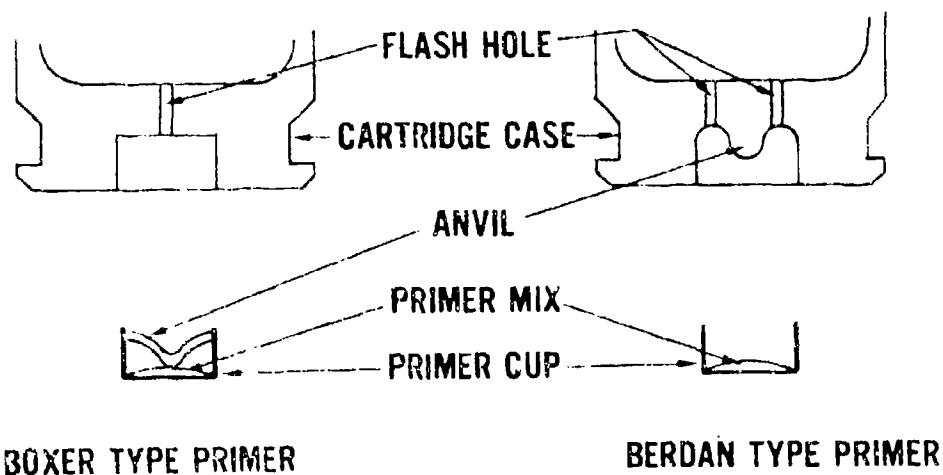 FLASH HOLE
CARTRIDGE CASE
ANVIL
PRIMER MIX
PRIMER CUP
BOXER TYPE PRIMER
BERDAN TYPE PRIMER